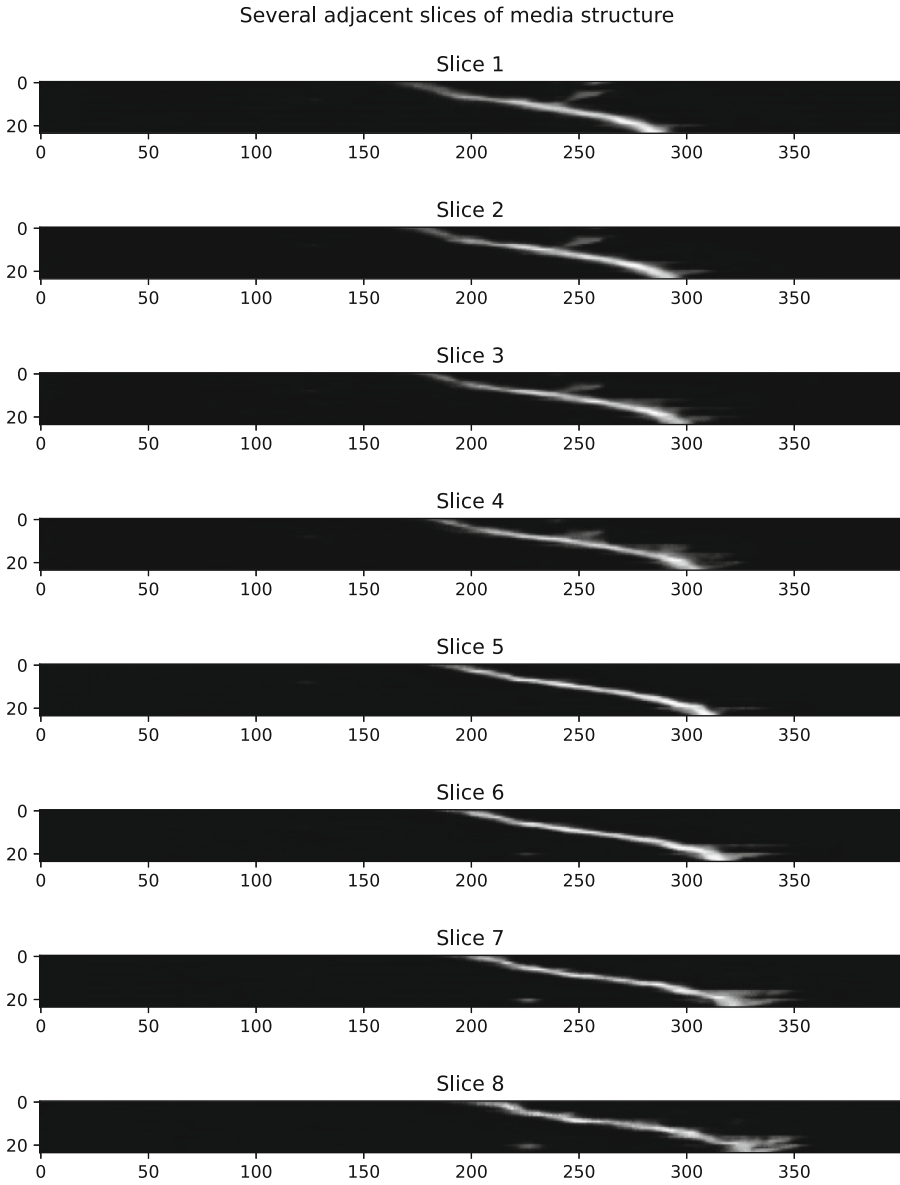 Several adjacent slices of media structure
Slice 1
0
20
0 50 100 150 200 250 300 350
Slice 2
0
20
0 50 100 150 200 250 300 350
Slice 3
0
20
0 50 100 150 200 250 300 350
Slice 4
0
20
0 50 100 150 200 250 300 350
Slice 5
0
20
0 50 100 150 200 250 300 350
Slice 6
0
20
0 50 100 150 200 250 300 350
Slice 7
0
20
0 50 100 150 200 250 300 350
Slice 8
0
20
0 50 100 150 200 250 300 350